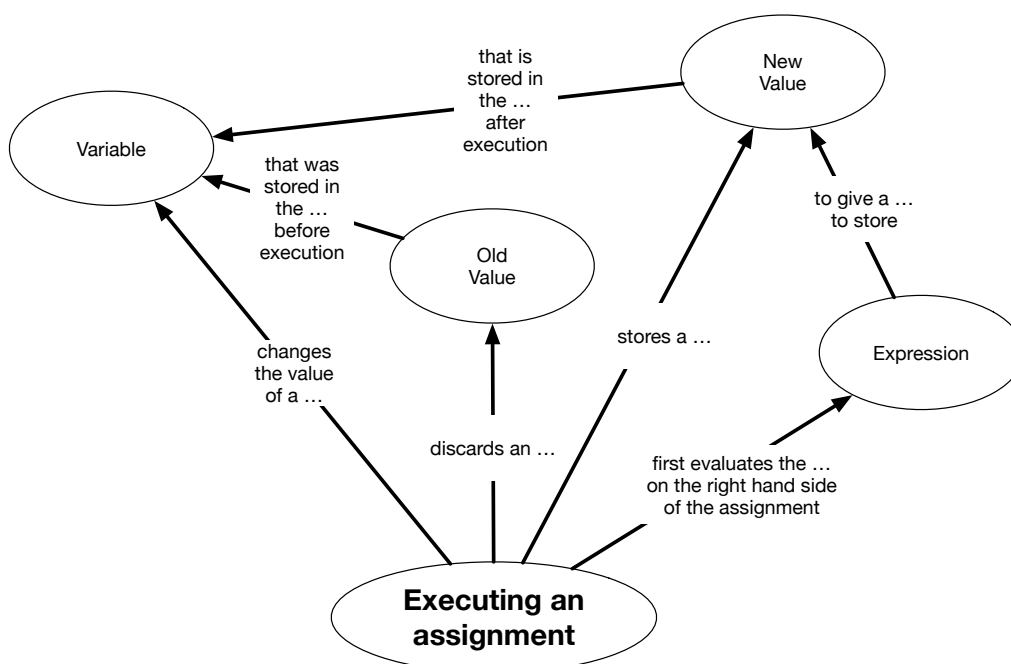 that is
stored in
the …
after
execution
New
Value
Variable
that was
stored in
the …
before
execution
to give a …
to store
Old
Value
changes
the value
of a …
stores a …
Expression
discards an …
first evaluates the …
on the right hand side
of the assignment
Executing an
assignment